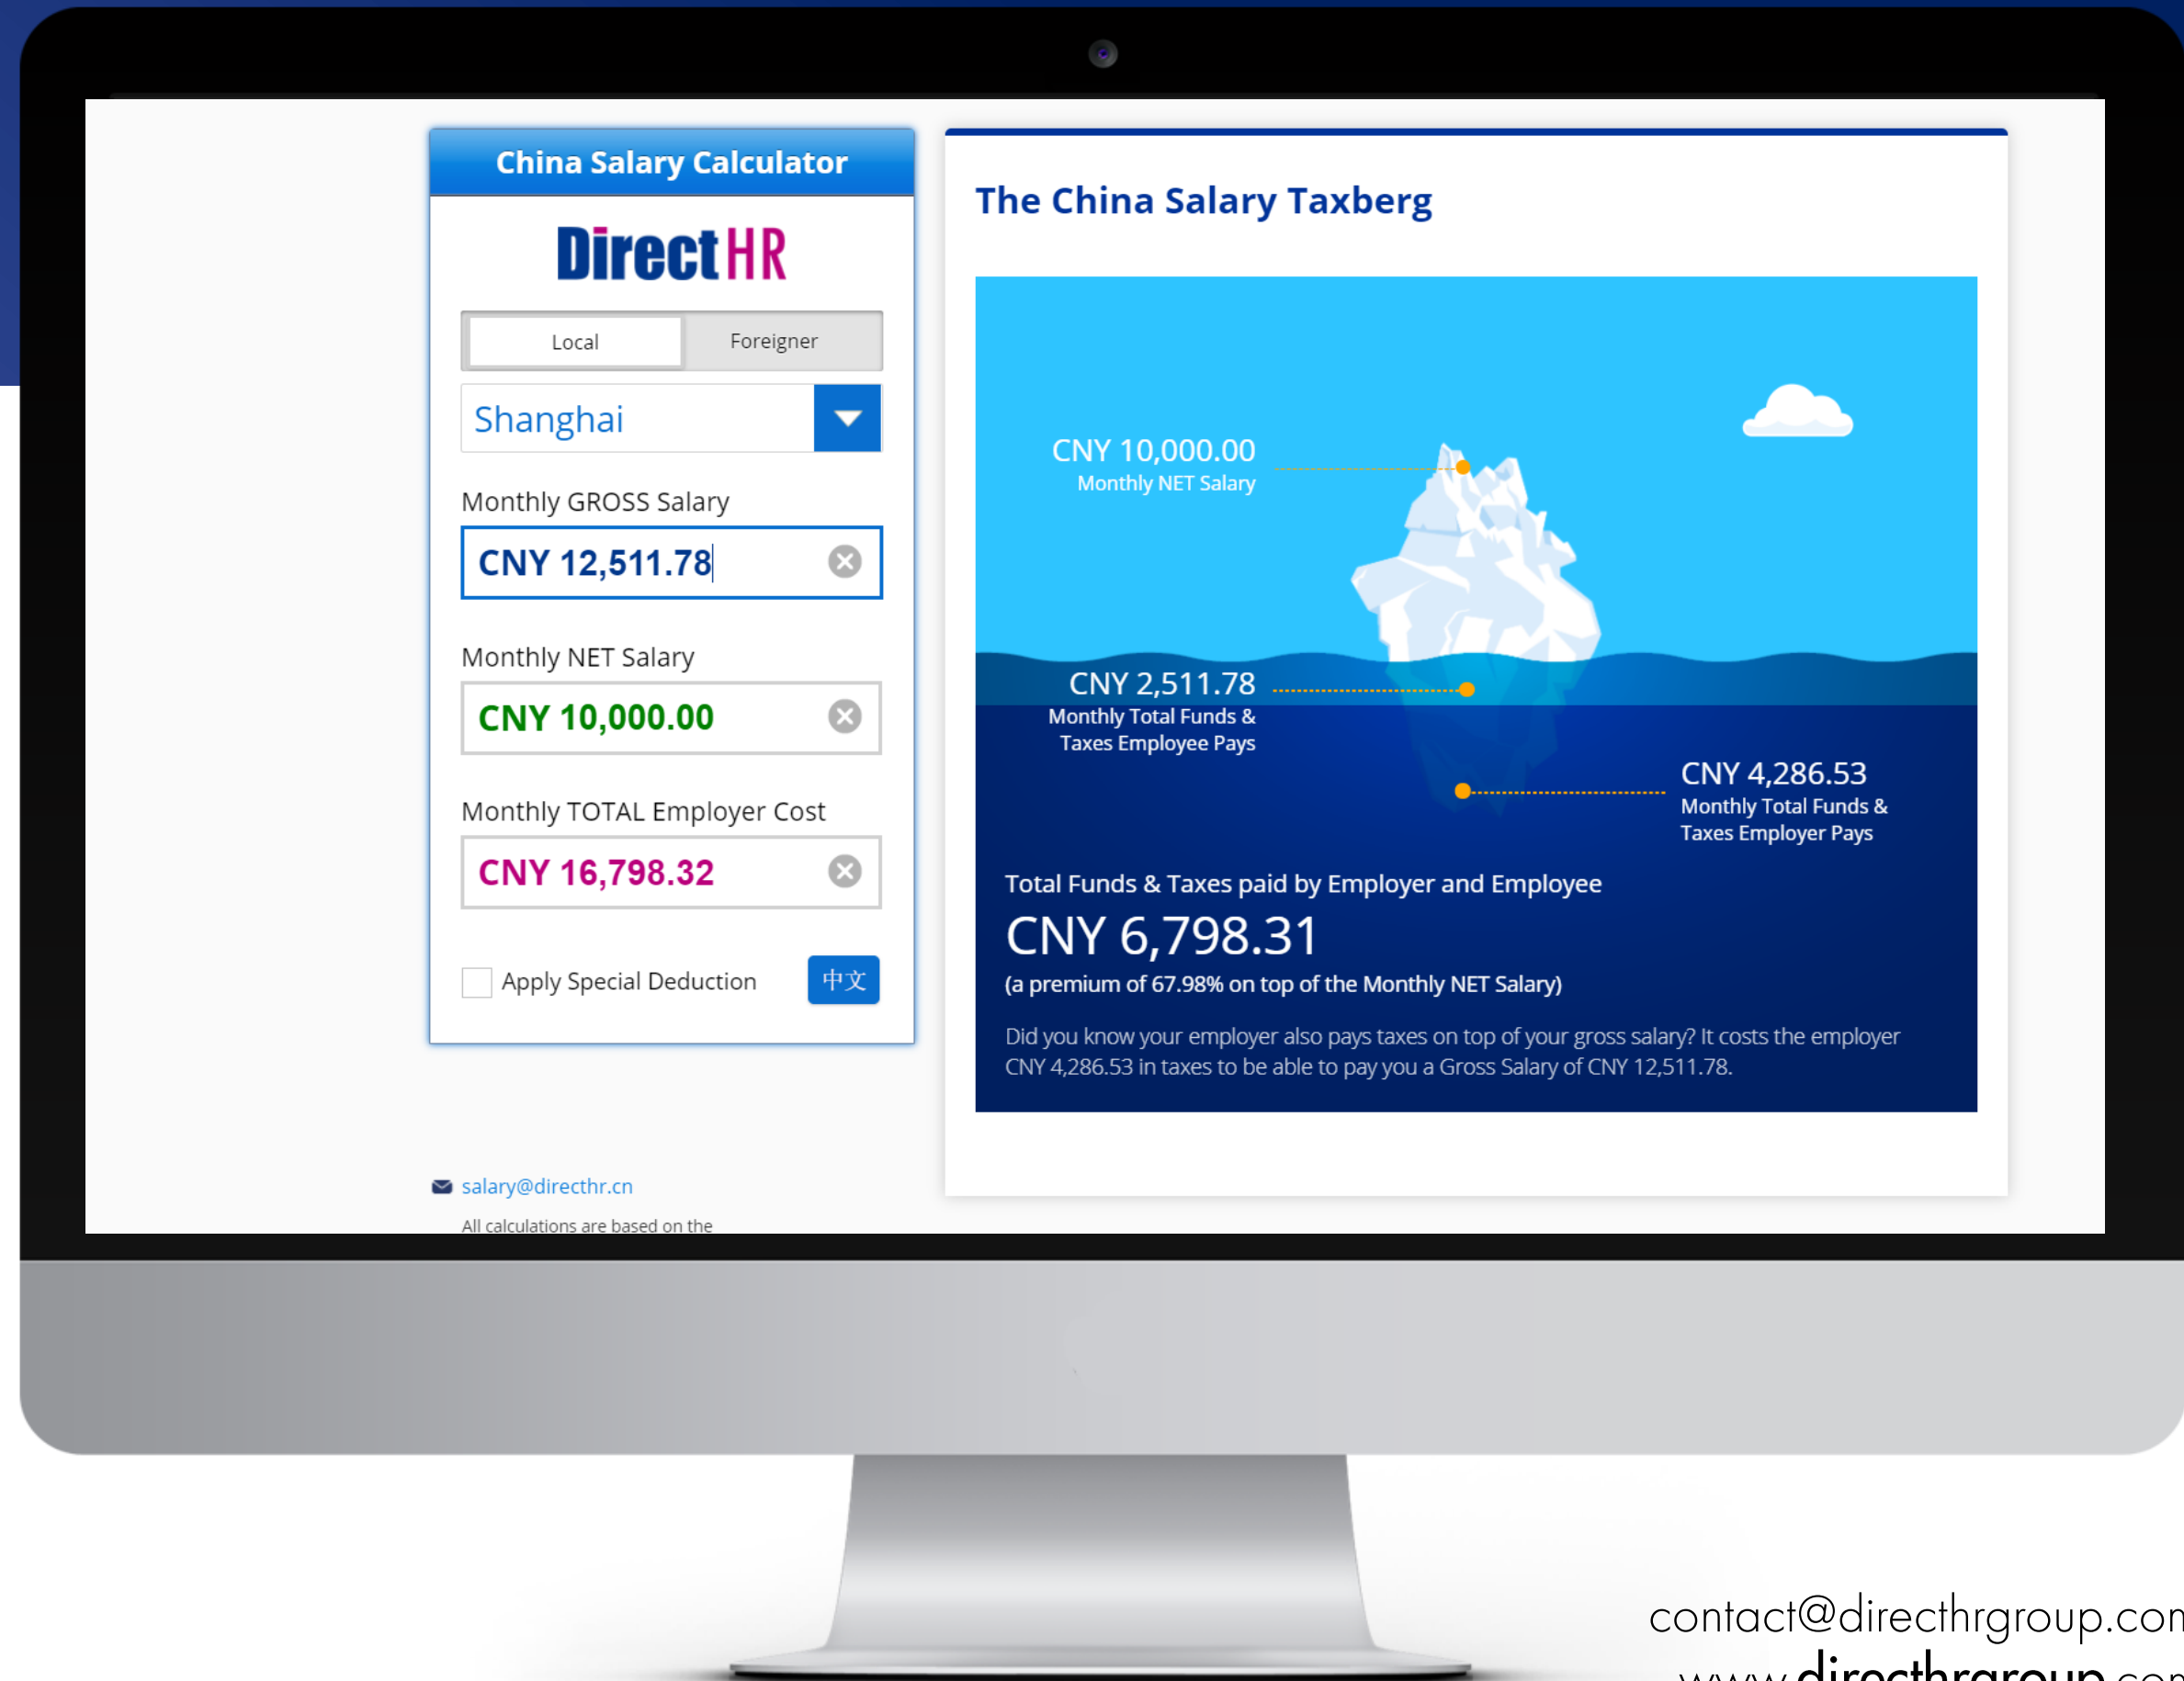 China Salary Calculator
DirectHR
Local
Foreigner
Shanghai
Monthly GROSS Salary
CNY 12,511.78
Monthly NET Salary
CNY 10,000.00
Monthly TOTAL Employer Cost
CNY 16,798.32
Apply Special Deduction
中文
salary@directhr.cn
All calculations are based on the
The China Salary Taxberg
CNY 10,000.00
Monthly NET Salary
CNY 2,511.78
Monthly Total Funds &
Taxes Employee Pays
CNY 4,286.53
Monthly Total Funds &
Taxes Employer Pays
Total Funds & Taxes paid by Employer and Employee
CNY 6,798.31
(a premium of 67.98% on top of the Monthly NET Salary)
Did you know your employer also pays taxes on top of your gross salary? It costs the employer
CNY 4,286.53 in taxes to be able to pay you a Gross Salary of CNY 12,511.78.
contact@directhrgroup.com
www.directhrgroup.com